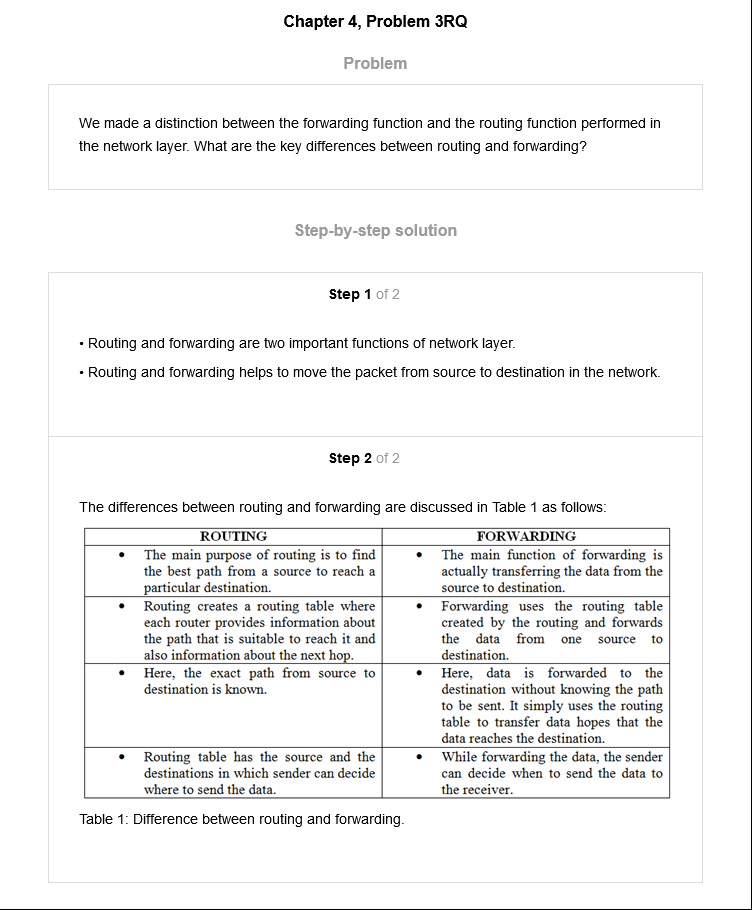 Chapter 4, Problem 3RQ
Problem
We made a distinction between the forwarding function and the routing function performed in
the network layer. What are the key differences between routing and forwarding?
Step-by-step solution
Step 1 of 2
• Routing and forwarding are two important functions of network layer.
• Routing and forwarding helps to move the packet from source to destination in the network.
Step 2 of 2
The differences between routing and forwarding are discussed in Table 1 as follows:
ROUTING
FORWARDING
• The main purpose of routing is to find
the best path from a source to reach a
particular destination.
• The main function of forwarding is
actually transferring the data from the
source to destination.
• Routing creates a routing table where
each router provides information about
the path that is suitable to reach it and
also information about the next hop.
• Forwarding uses the routing table
created by the routing and forwards
the data from one source to
destination.
• Here, the exact path from source to
destination is known.
• Here, data is forwarded to the
destination without knowing the path
to be sent. It simply uses the routing
table to transfer data hopes that the
data reaches the destination.
• Routing table has the source and the
destinations in which sender can decide
where to send the data.
• While forwarding the data, the sender
can decide when to send the data to
the receiver.
Table 1: Difference between routing and forwarding.